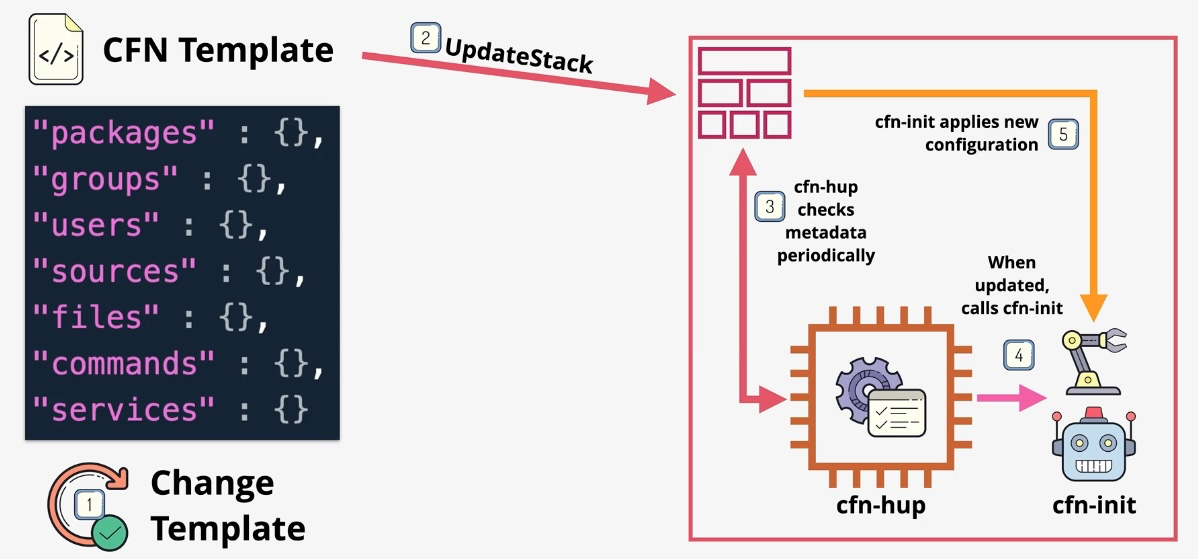 </>
CFN Template
"packages" : {},
"groups" : {},
"users" : {},
"sources" : {},
"files" : {},
"commands" : {},
"services" : {}
1
Change
Template
2
UpdateStack
3
cfn-hup
checks
metadata
periodically
cfn-init applies new
configuration
5
When
updated,
calls cfn-init
4
cfn-hup
cfn-init